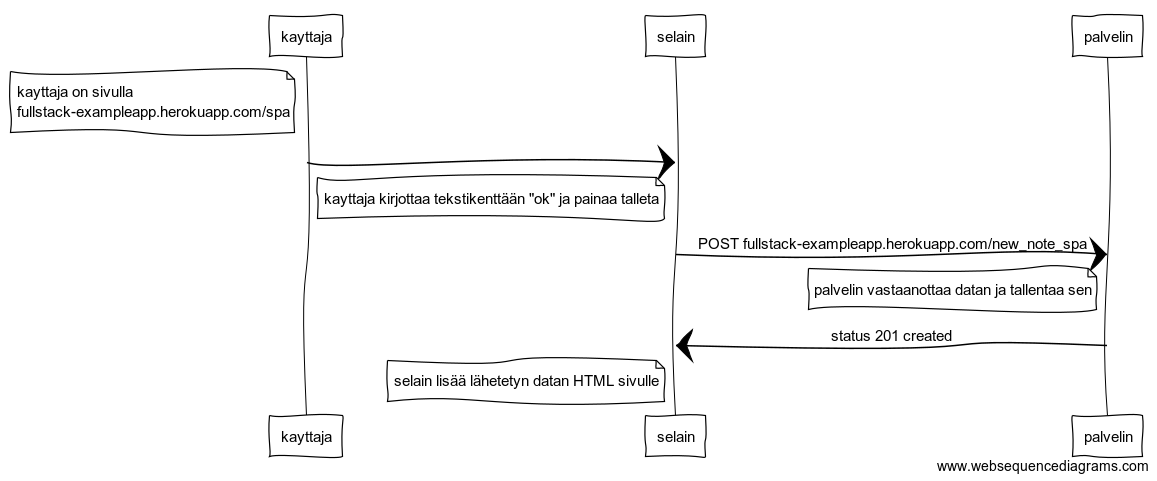 kayttaja
selain
palvelin
kayttaja on sivulla
fullstack-exampleapp.herokuapp.com/spa
kayttaja kirjottaa tekstikenttään "ok" ja painaa talleta
POST fullstack-exampleapp.herokuapp.com/new_note_spa
palvelin vastaanottaa datan ja tallentaa sen
status 201 created
selain lisää lähetetyn datan HTML sivulle
kayttaja
selain
palvelin
www.websequencediagrams.com